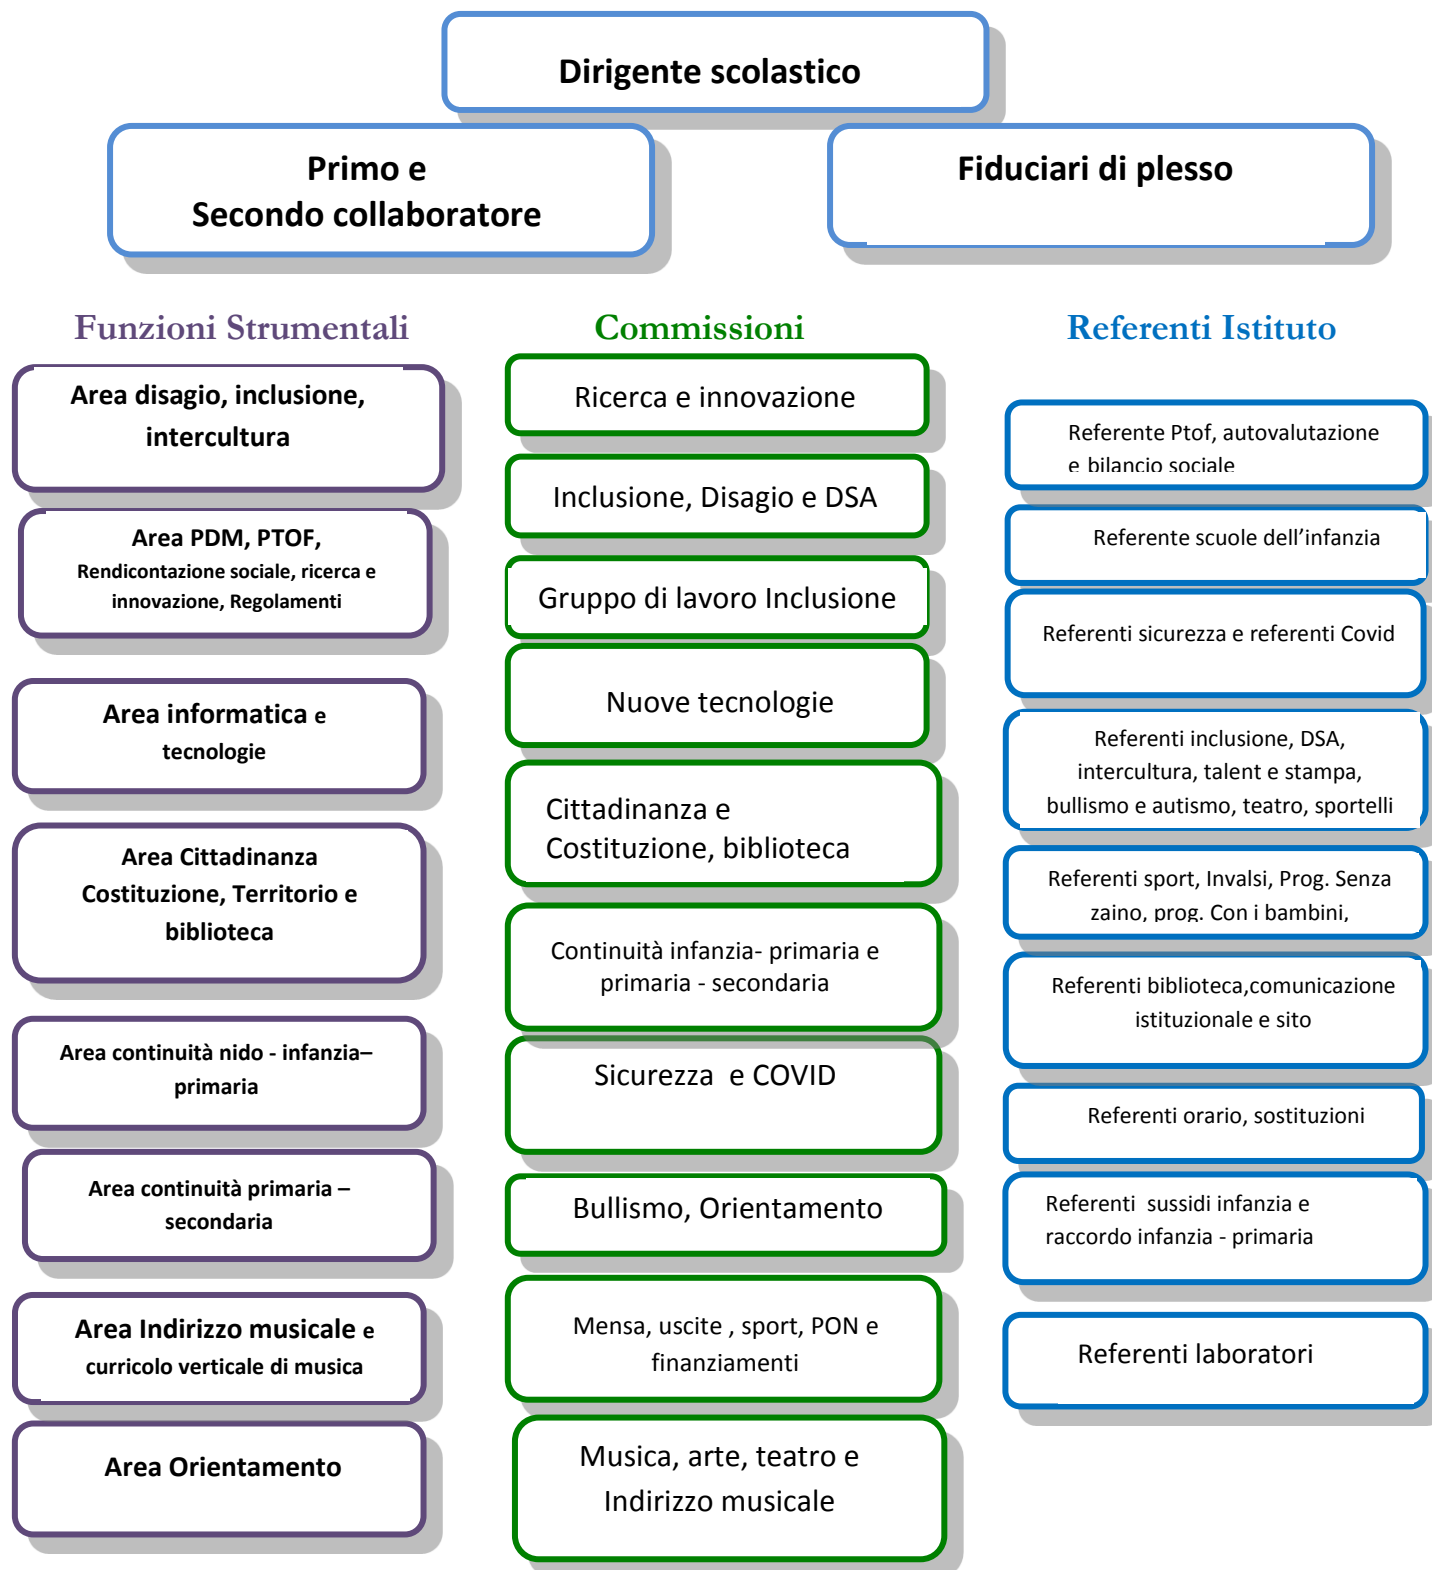 Dirigente scolastico
Primo e
Secondo collaboratore
Fiduciari di plesso
Funzioni Strumentali
Area disagio, inclusione,
intercultura
Area PDM, PTOF,
Rendicontazione sociale, ricerca e
innovazione, Regolamenti
Area informatica e
tecnologie
Area Cittadinanza
Costituzione, Territorio e
biblioteca
Area continuità nido - infanzia–
primaria
Area continuità primaria –
secondaria
Area Indirizzo musicale e
curricolo verticale di musica
Area Orientamento
Commissioni
Ricerca e innovazione
Inclusione, Disagio e DSA
Gruppo di lavoro Inclusione
Nuove tecnologie
Cittadinanza e
Costituzione, biblioteca
Continuità infanzia- primaria e
primaria - secondaria
Sicurezza  e COVID
Bullismo, Orientamento
Mensa, uscite , sport, PON e
finanziamenti
Musica, arte, teatro e
Indirizzo musicale
Referenti Istituto
Referente Ptof, autovalutazione
e bilancio sociale
Referente scuole dell’infanzia
Referenti sicurezza e referenti Covid
Referenti inclusione, DSA,
intercultura, talent e stampa,
bullismo e autismo, teatro, sportelli
Referenti sport, Invalsi, Prog. Senza
zaino, prog. Con i bambini,
Referenti biblioteca,comunicazione
istituzionale e sito
Referenti orario, sostituzioni
Referenti  sussidi infanzia e
raccordo infanzia - primaria
Referenti laboratori